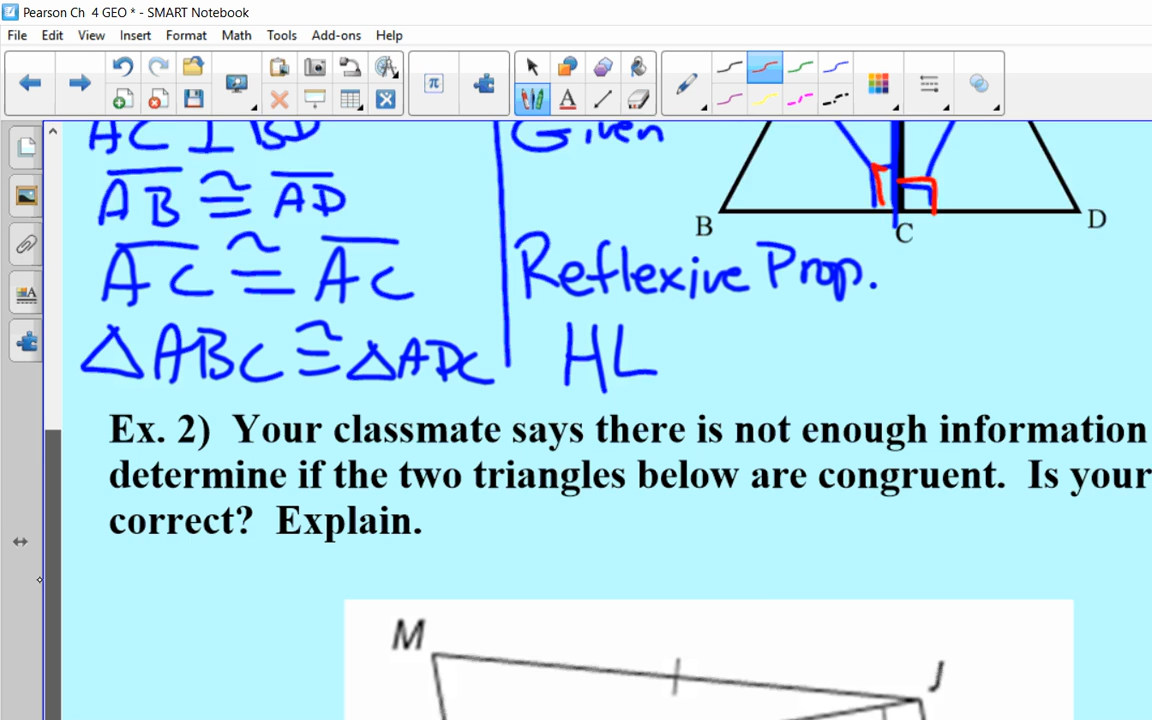 Pearson Ch 4 GEO * - SMART Notebook
File Edit View Insert Format Math Tools Add-ons Help
π
A
AC ⊥ BD Given
AB ≅ AD
B C D
AC ≅ AC Reflexive Prop.
△ABC ≅ △ADC HL
Ex. 2) Your classmate says there is not enough information
determine if the two triangles below are congruent. Is your
correct? Explain.
M
J